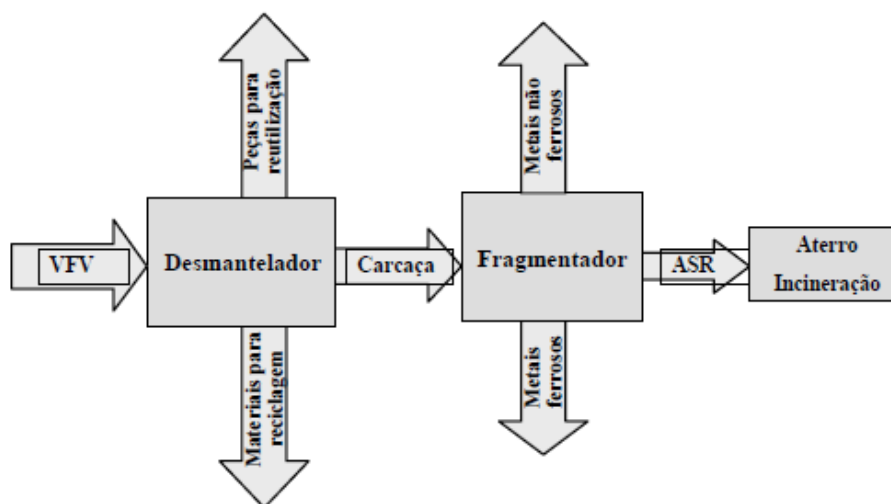 Peças para
reutilização
Metais não
ferrosos
VFV
Desmantelador
Carcaça
Fragmentador
ASR
Aterro
Incineração
Materiais para
reciclagem
Metais
ferrosos